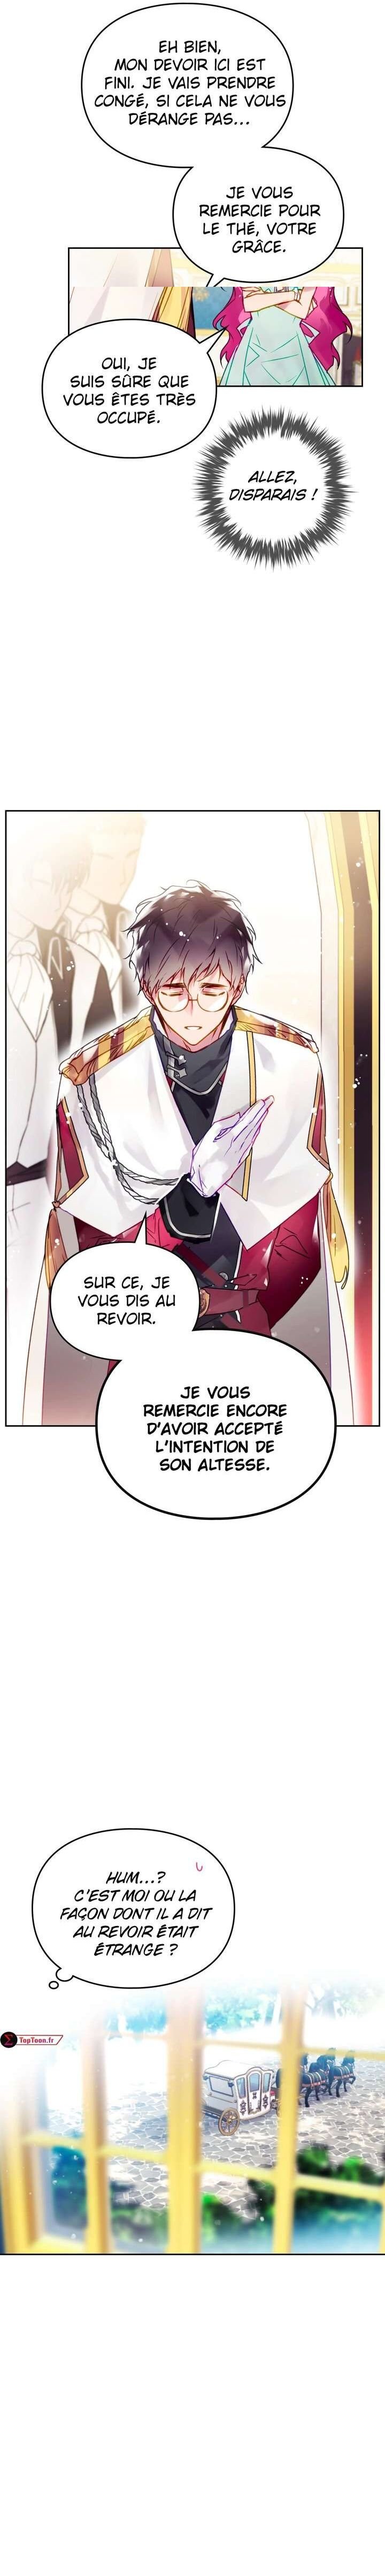 EH BIEN,
MON DEVOIR ICI EST
FINI. JE VAIS PRENDRE
CONGÉ, SI CELA NE VOUS
DÉRANGE PAS...
JE VOUS
REMERCIE POUR
LE THÉ, VOTRE
GRÂCE.
OUI, JE
SUIS SÛRE QUE
VOUS ÊTES TRÈS
OCCUPÉ.
ALLEZ,
DISPARAIS !
SUR CE, JE
VOUS DIS AU
REVOIR.
JE VOUS
REMERCIE ENCORE
D'AVOIR ACCEPTÉ
L'INTENTION DE
SON ALTESSE.
HUM...?
C'EST MOI OU LA
FAÇON DONT IL A DIT
AU REVOIR ÉTAIT
ÉTRANGE ?
TopToon.fr